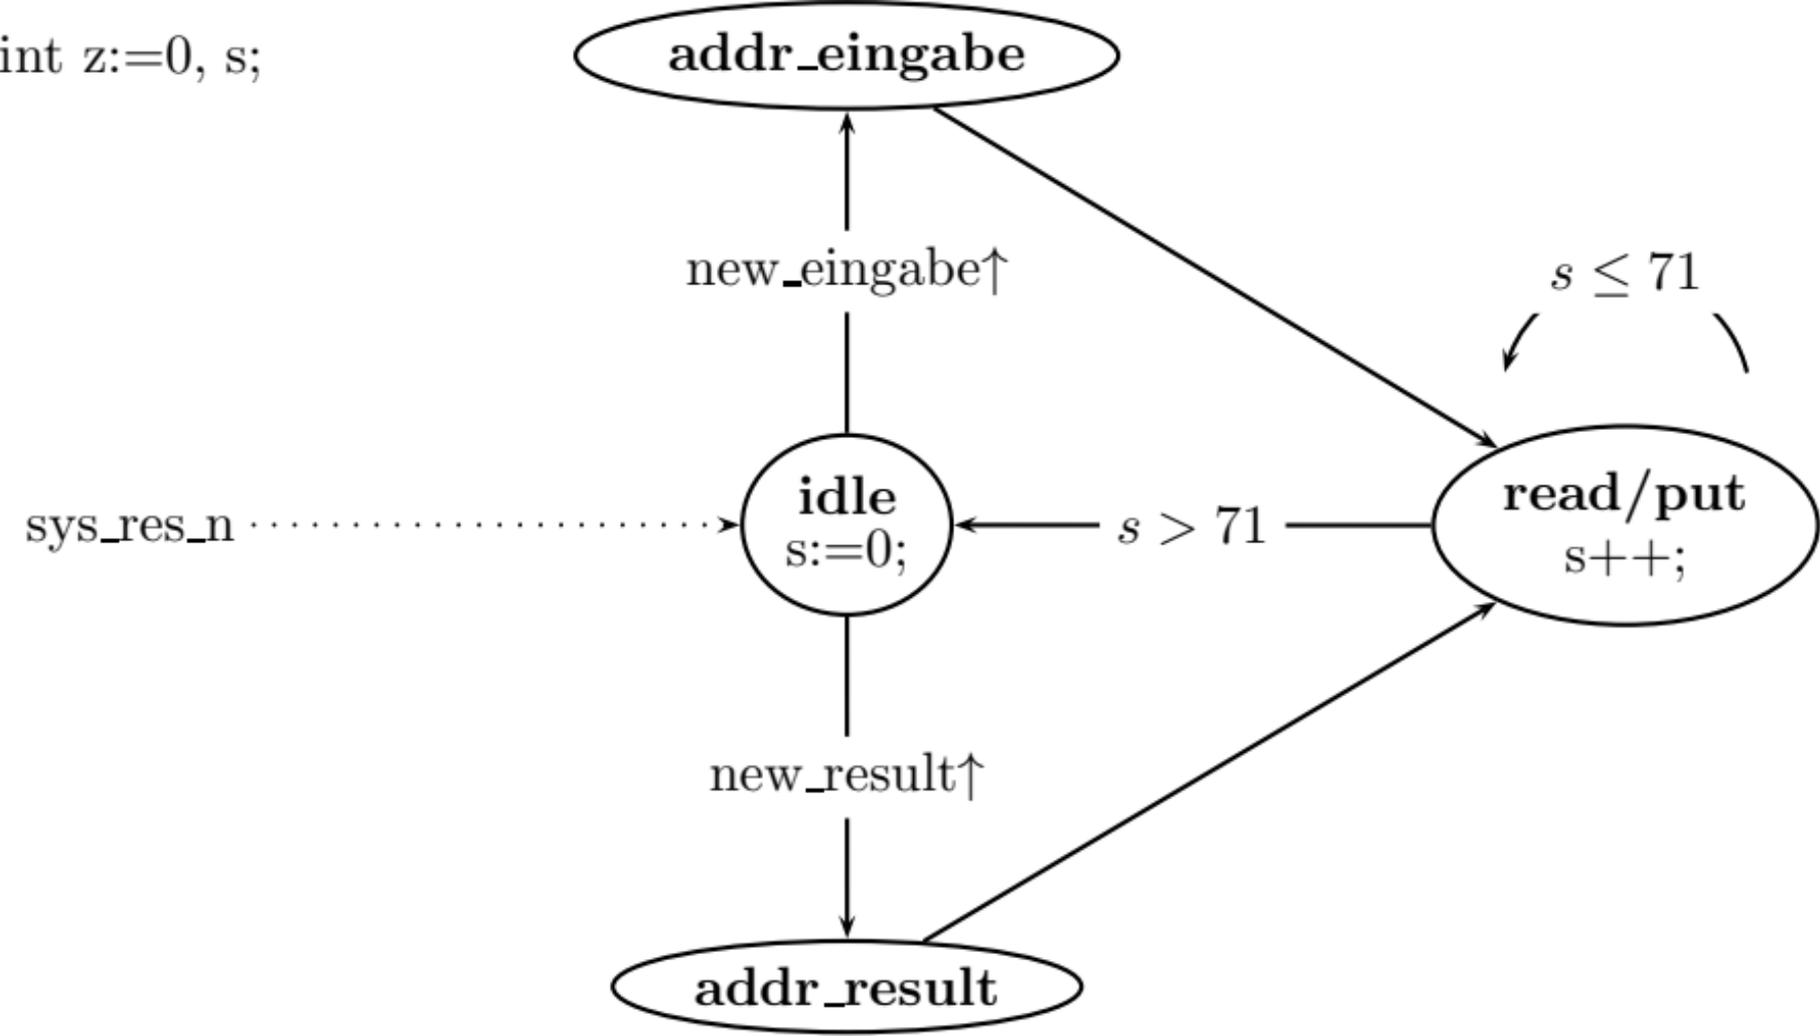 int z:=0, s;
addr_eingabe
new_eingabe↑
s ≤ 71
sys_res_n
idle
s:=0;
s > 71
read/put
s++;
new_result↑
addr_result